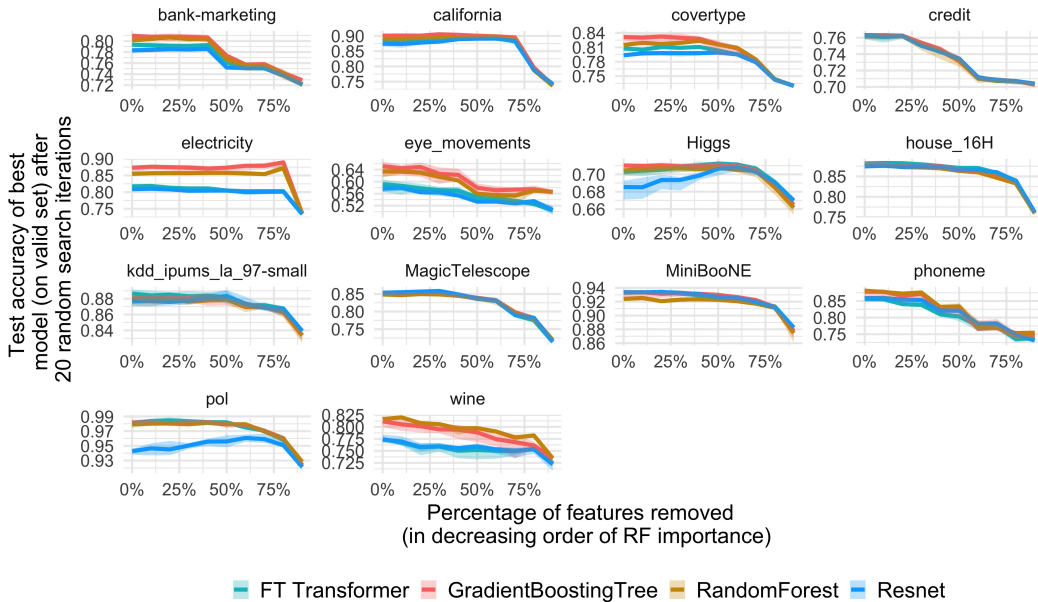 bank-marketing
california
covertype
credit
0.80
0.78
0.76
0.74
0.72
0% 25% 50% 75%
0.90
0.85
0.80
0.75
0% 25% 50% 75%
0.84
0.81
0.78
0.75
0% 25% 50% 75%
0.76
0.74
0.72
0.70
0% 25% 50% 75%
electricity
eye_movements
Higgs
house_16H
0.90
0.85
0.80
0.75
0% 25% 50% 75%
0.64
0.60
0.56
0.52
0% 25% 50% 75%
0.70
0.68
0.66
0% 25% 50% 75%
0.85
0.80
0.75
0% 25% 50% 75%
kdd_ipums_la_97-small
MagicTelescope
MiniBooNE
phoneme
0.88
0.86
0.84
0% 25% 50% 75%
0.85
0.80
0.75
0% 25% 50% 75%
0.94
0.92
0.90
0.88
0.86
0% 25% 50% 75%
0.85
0.80
0.75
0% 25% 50% 75%
pol
wine
0.99
0.97
0.95
0.93
0% 25% 50% 75%
0.825
0.800
0.775
0.750
0.725
0% 25% 50% 75%
Test accuracy of best
model (on valid set) after
20 random search iterations
Percentage of features removed
(in decreasing order of RF importance)
FT Transformer GradientBoostingTree RandomForest Resnet